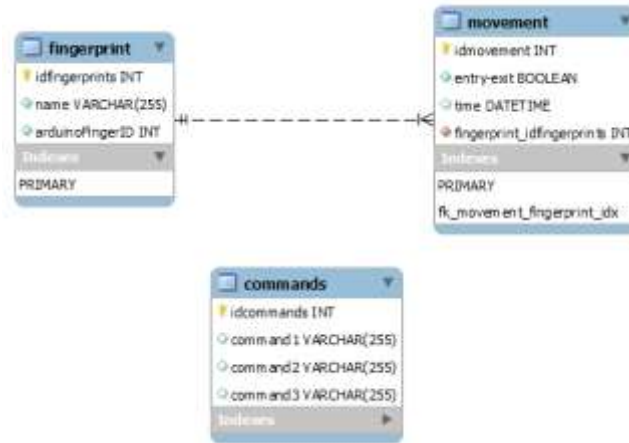 fingerprint
idfingerprints INT
name VARCHAR(255)
arduinoFingerID INT
Indexes
PRIMARY
movement
idmovement INT
entry-exit BOOLEAN
time DATETIME
fingerprint_idfingerprints INT
Indexes
PRIMARY
fk_movement_fingerprint_idx
commands
idcommands INT
command1 VARCHAR(255)
command2 VARCHAR(255)
command3 VARCHAR(255)
Indexes